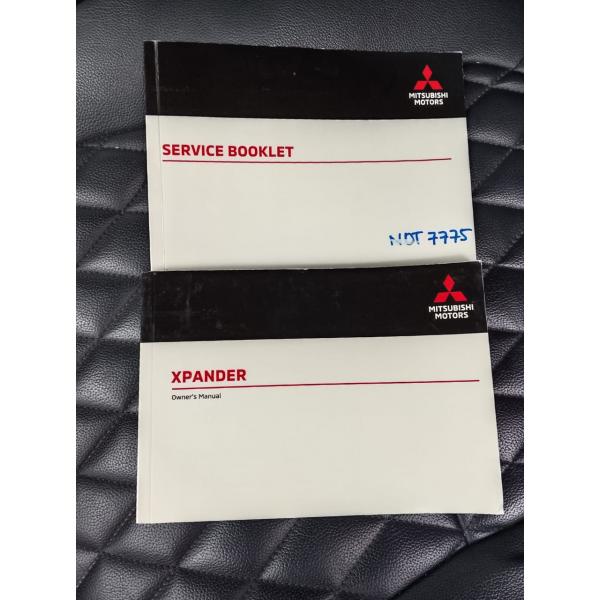 MITSUBISHI
MOTORS
SERVICE BOOKLET
NDT 7775
MITSUBISHI
MOTORS
XPANDER
Owner's Manual